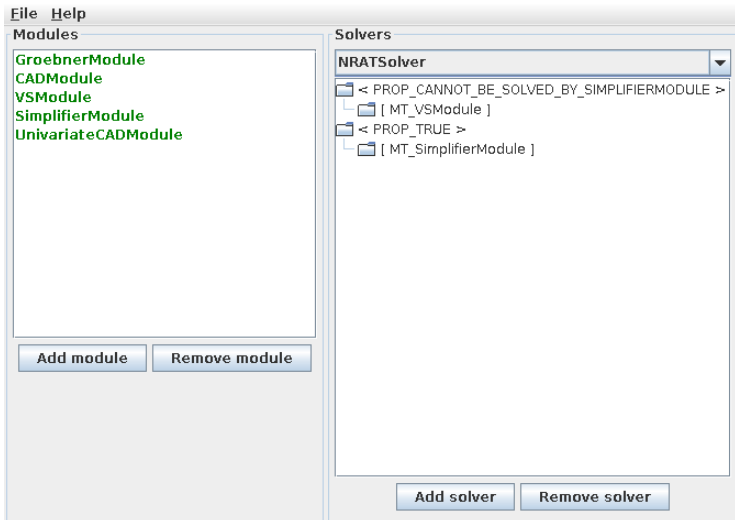 File Help
Modules
GroebnerModule
CADModule
VSModule
SimplifierModule
UnivariateCADModule
Add module Remove module
Solvers
NRATSolver
< PROP_CANNOT_BE_SOLVED_BY_SIMPLIFIERMODULE >
[ MT_VSModule ]
< PROP_TRUE >
[ MT_SimplifierModule ]
Add solver Remove solver